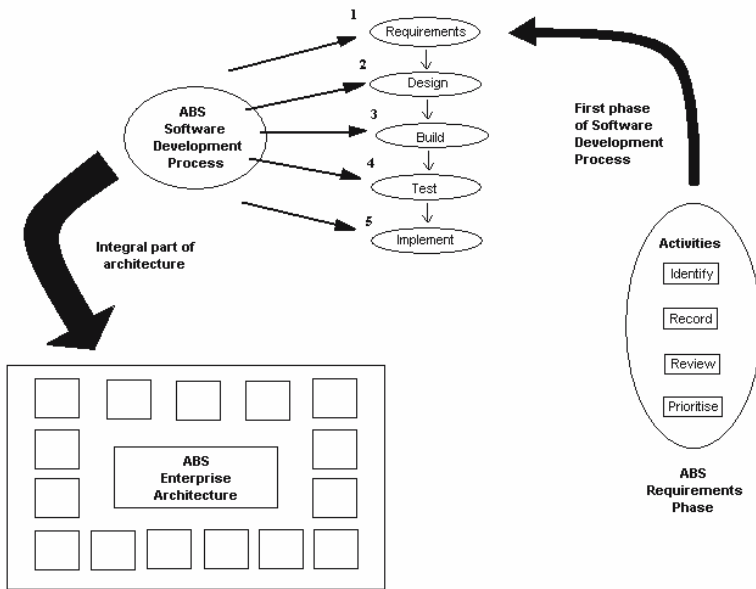 1
Requirements
2
Design
3
Build
4
Test
5
Implement
ABS
Software
Development
Process
First phase
of Software
Development
Process
Integral part of
architecture
Activities
Identify
Record
Review
Prioritise
ABS
Requirements
Phase
ABS
Enterprise
Architecture